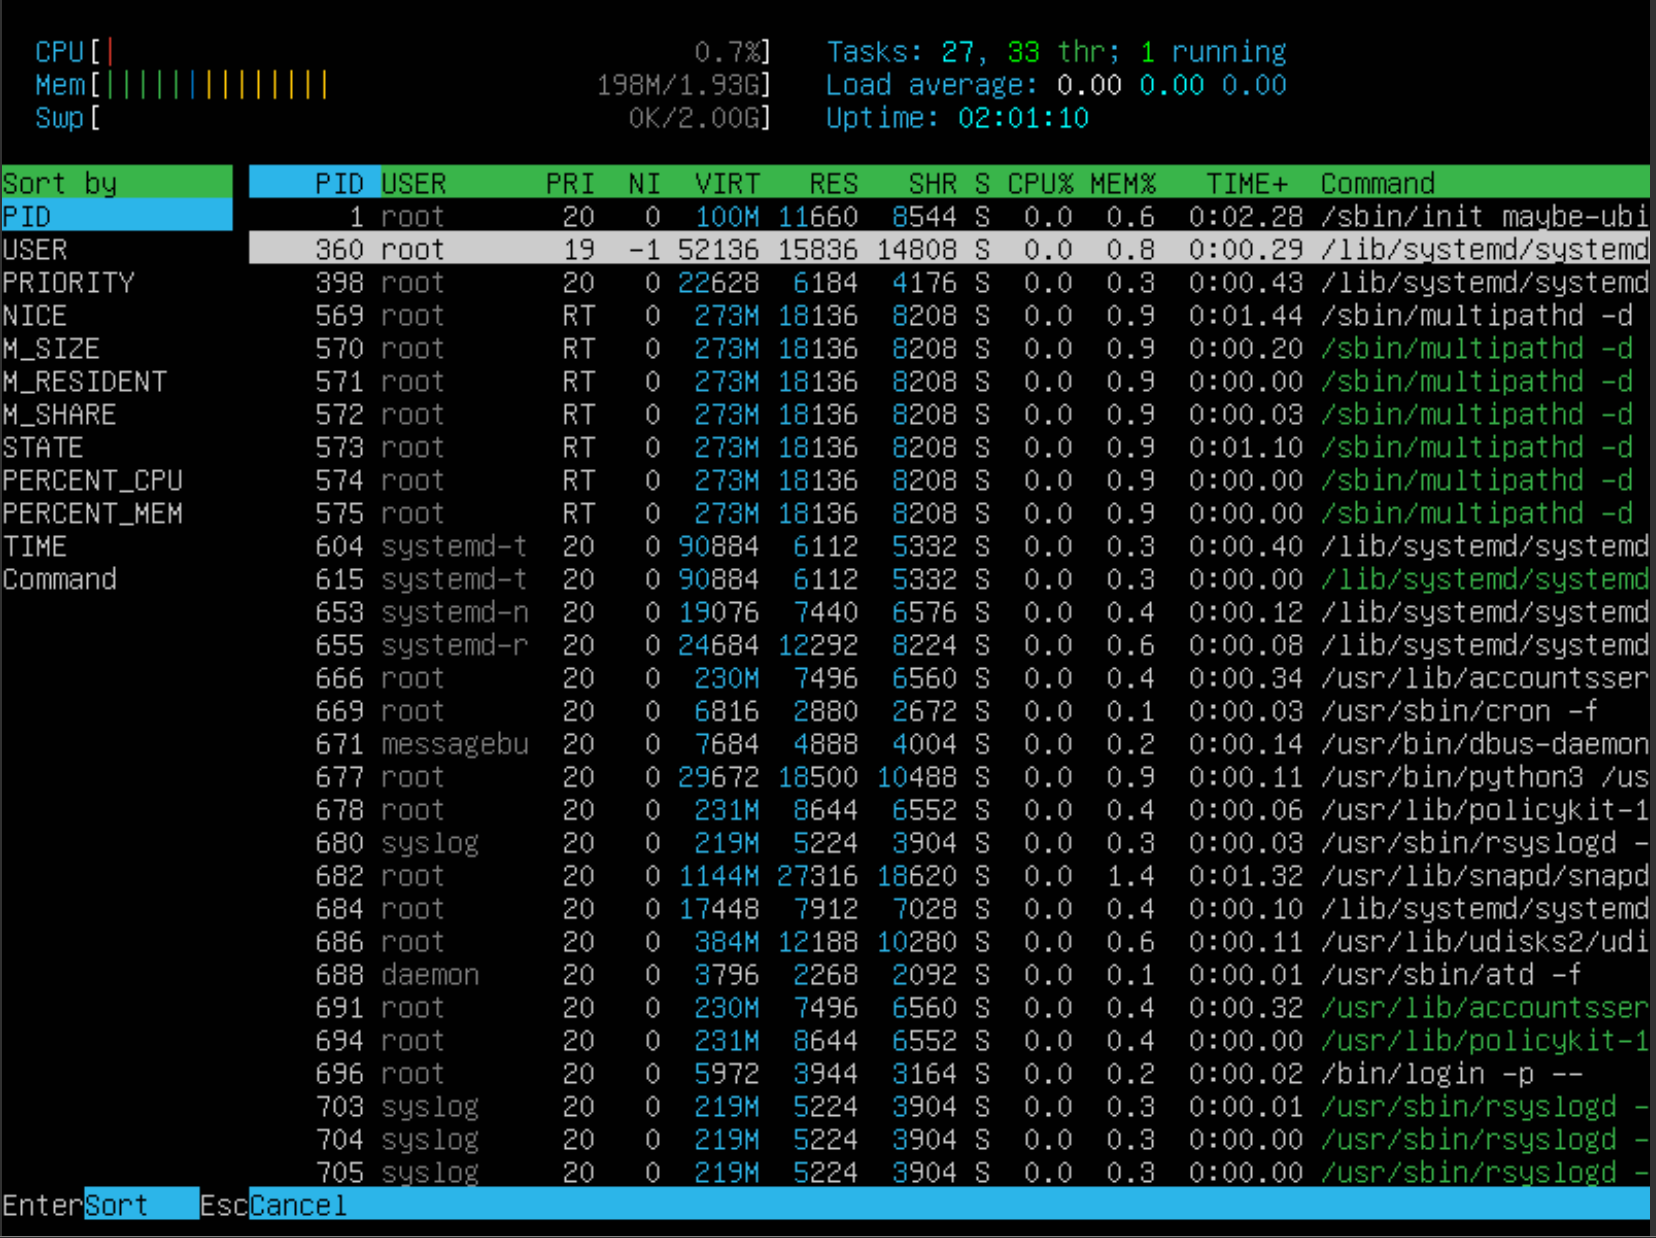 CPU[| 0.7%] Tasks: 27, 33 thr; 1 running
Mem[|||||||||||||||| 198M/1.93G] Load average: 0.00 0.00 0.00
Swp[ 0K/2.00G] Uptime: 02:01:10
Sort by PID USER PRI NI VIRT RES SHR S CPU% MEM% TIME+ Command
PID 1 root 20 0 100M 11660 8544 S 0.0 0.6 0:02.28 /sbin/init maybe-ubi
USER 360 root 19 -1 52136 15836 14808 S 0.0 0.8 0:00.29 /lib/systemd/systemd
PRIORITY 398 root 20 0 22628 6184 4176 S 0.0 0.3 0:00.43 /lib/systemd/systemd
NICE 569 root RT 0 273M 18136 8208 S 0.0 0.9 0:01.44 /sbin/multipathd -d
M_SIZE 570 root RT 0 273M 18136 8208 S 0.0 0.9 0:00.20 /sbin/multipathd -d
M_RESIDENT 571 root RT 0 273M 18136 8208 S 0.0 0.9 0:00.00 /sbin/multipathd -d
M_SHARE 572 root RT 0 273M 18136 8208 S 0.0 0.9 0:00.03 /sbin/multipathd -d
STATE 573 root RT 0 273M 18136 8208 S 0.0 0.9 0:01.10 /sbin/multipathd -d
PERCENT_CPU 574 root RT 0 273M 18136 8208 S 0.0 0.9 0:00.00 /sbin/multipathd -d
PERCENT_MEM 575 root RT 0 273M 18136 8208 S 0.0 0.9 0:00.00 /sbin/multipathd -d
TIME 604 systemd-t 20 0 90884 6112 5332 S 0.0 0.3 0:00.40 /lib/systemd/systemd
Command 615 systemd-t 20 0 90884 6112 5332 S 0.0 0.3 0:00.00 /lib/systemd/systemd
653 systemd-n 20 0 19076 7440 6576 S 0.0 0.4 0:00.12 /lib/systemd/systemd
655 systemd-r 20 0 24684 12292 8224 S 0.0 0.6 0:00.08 /lib/systemd/systemd
666 root 20 0 230M 7496 6560 S 0.0 0.4 0:00.34 /usr/lib/accountsser
669 root 20 0 6816 2880 2672 S 0.0 0.1 0:00.03 /usr/sbin/cron -f
671 messagebu 20 0 7684 4888 4004 S 0.0 0.2 0:00.14 /usr/bin/dbus-daemon
677 root 20 0 29672 18500 10488 S 0.0 0.9 0:00.11 /usr/bin/python3 /us
678 root 20 0 231M 8644 6552 S 0.0 0.4 0:00.06 /usr/lib/policykit-1
680 syslog 20 0 219M 5224 3904 S 0.0 0.3 0:00.03 /usr/sbin/rsyslogd -
682 root 20 0 1144M 27316 18620 S 0.0 1.4 0:01.32 /usr/lib/snapd/snapd
684 root 20 0 17448 7912 7028 S 0.0 0.4 0:00.10 /lib/systemd/systemd
686 root 20 0 384M 12188 10280 S 0.0 0.6 0:00.11 /usr/lib/udisks2/udi
688 daemon 20 0 3796 2268 2092 S 0.0 0.1 0:00.01 /usr/sbin/atd -f
691 root 20 0 230M 7496 6560 S 0.0 0.4 0:00.32 /usr/lib/accountsser
694 root 20 0 231M 8644 6552 S 0.0 0.4 0:00.00 /usr/lib/policykit-1
696 root 20 0 5972 3944 3164 S 0.0 0.2 0:00.02 /bin/login -p --
703 syslog 20 0 219M 5224 3904 S 0.0 0.3 0:00.01 /usr/sbin/rsyslogd -
704 syslog 20 0 219M 5224 3904 S 0.0 0.3 0:00.00 /usr/sbin/rsyslogd -
705 syslog 20 0 219M 5224 3904 S 0.0 0.3 0:00.00 /usr/sbin/rsyslogd -
EnterSort EscCancel